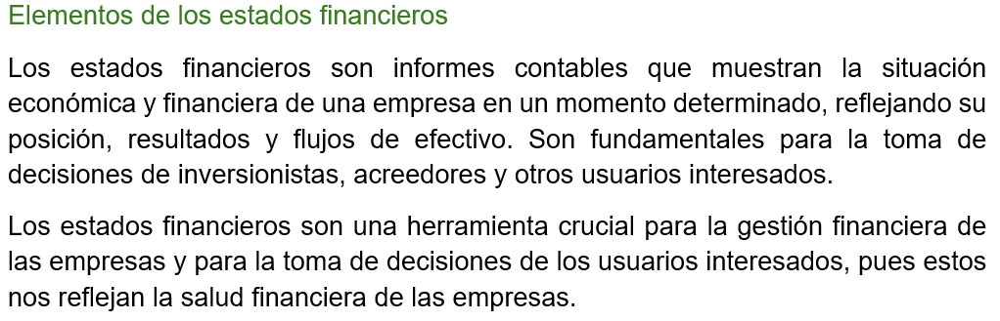 Elementos de los estados financieros
Los estados financieros son informes contables que muestran la situación
económica y financiera de una empresa en un momento determinado, reflejando su
posición, resultados y flujos de efectivo. Son fundamentales para la toma de
decisiones de inversionistas, acreedores y otros usuarios interesados.
Los estados financieros son una herramienta crucial para la gestión financiera de
las empresas y para la toma de decisiones de los usuarios interesados, pues estos
nos reflejan la salud financiera de las empresas.